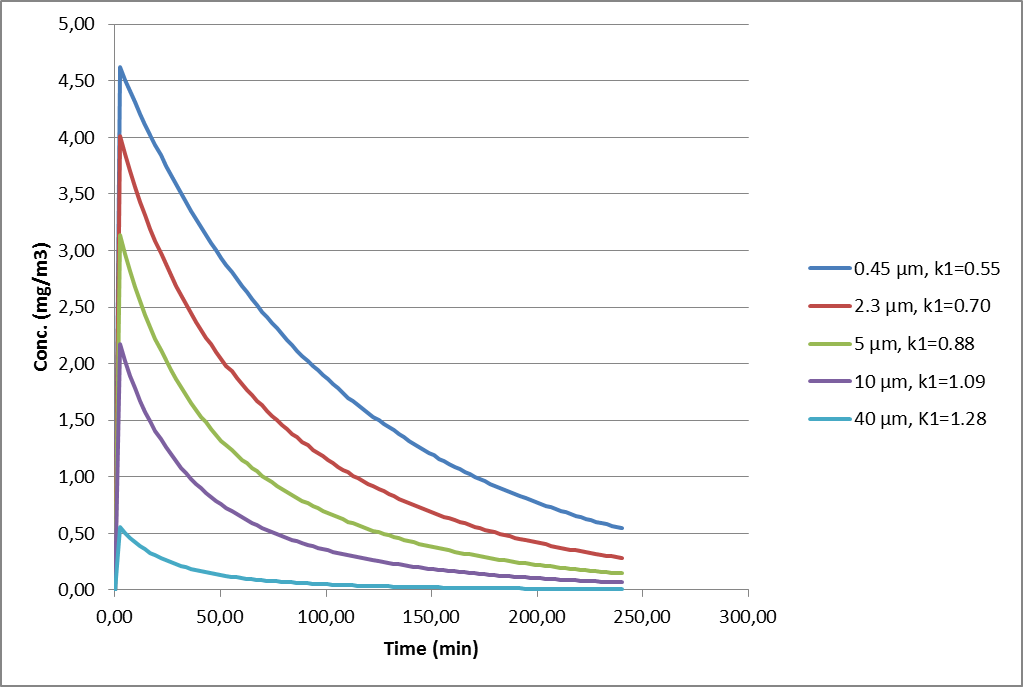 5,00
4,50
4,00
3,50
3,00
2,50
2,00
1,50
1,00
0,50
0,00
Conc. (mg/m3)
0,00 50,00 100,00 150,00 200,00 250,00 300,00
Time (min)
0.45 µm, k1=0.55
2.3 µm, k1=0.70
5 µm, k1=0.88
10 µm, k1=1.09
40 µm, K1=1.28